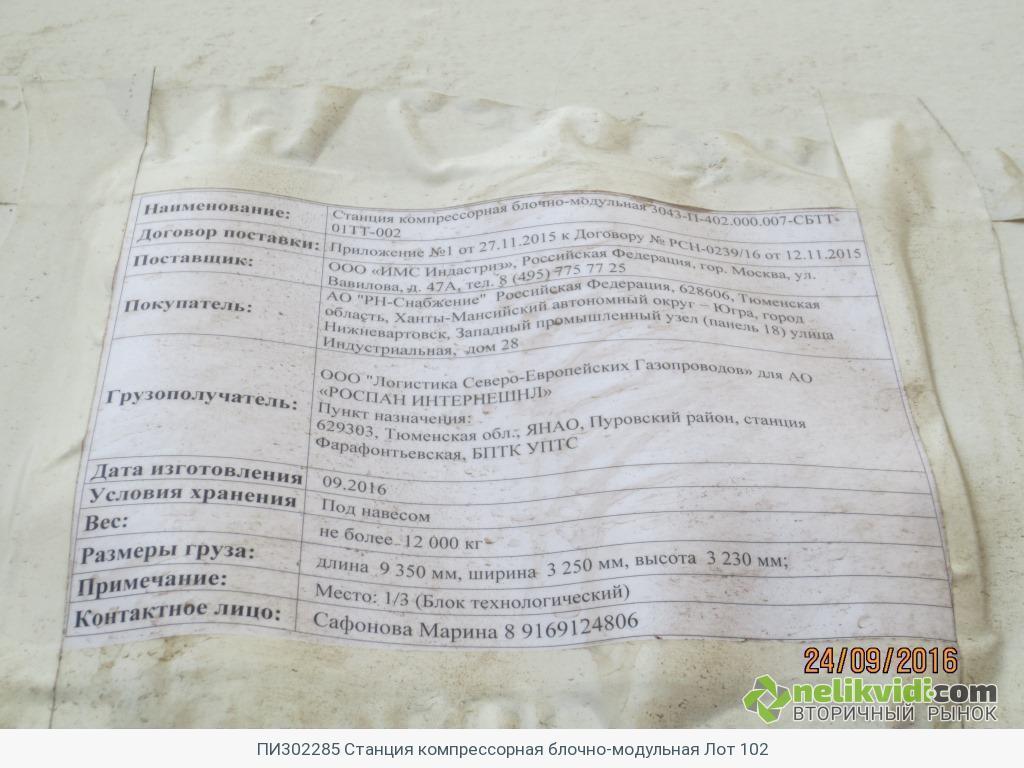 Наименование: Станция компрессорная блочно-модульная 3043-П-402.000.007-СБТТ-
01ТТ-002
Договор поставки: Приложение №1 от 27.11.2015 к Договору № РСН-0239/16 от 12.11.2015
Поставщик: ООО «ИМС Индастриз», Российская Федерация, гор. Москва, ул.
Вавилова, д. 47А, тел. 8 (495) 775 77 25
Покупатель: АО "РН-Снабжение" Российская Федерация, 628606, Тюменская
область, Ханты-Мансийский автономный округ – Югра, город
Нижневартовск, Западный промышленный узел (панель 18) улица
Индустриальная, дом 28
Грузополучатель: ООО "Логистика Северо-Европейских Газопроводов» для АО
«РОСПАН ИНТЕРНЕШНЛ»
Пункт назначения:
629303, Тюменская обл., ЯНАО, Пуровский район, станция
Фарафонтьевская, БПТК УПТС
Дата изготовления 09.2016
Условия хранения Под навесом
Вес: не более 12 000 кг
Размеры груза: длина 9 350 мм, ширина 3 250 мм, высота 3 230 мм;
Примечание: Место: 1/3 (Блок технологический)
Контактное лицо: Сафонова Марина 8 9169124806
24/09/2016
nelikvidi.com
ВТОРИЧНЫЙ РЫНОК
ПИ302285 Станция компрессорная блочно-модульная Лот 102